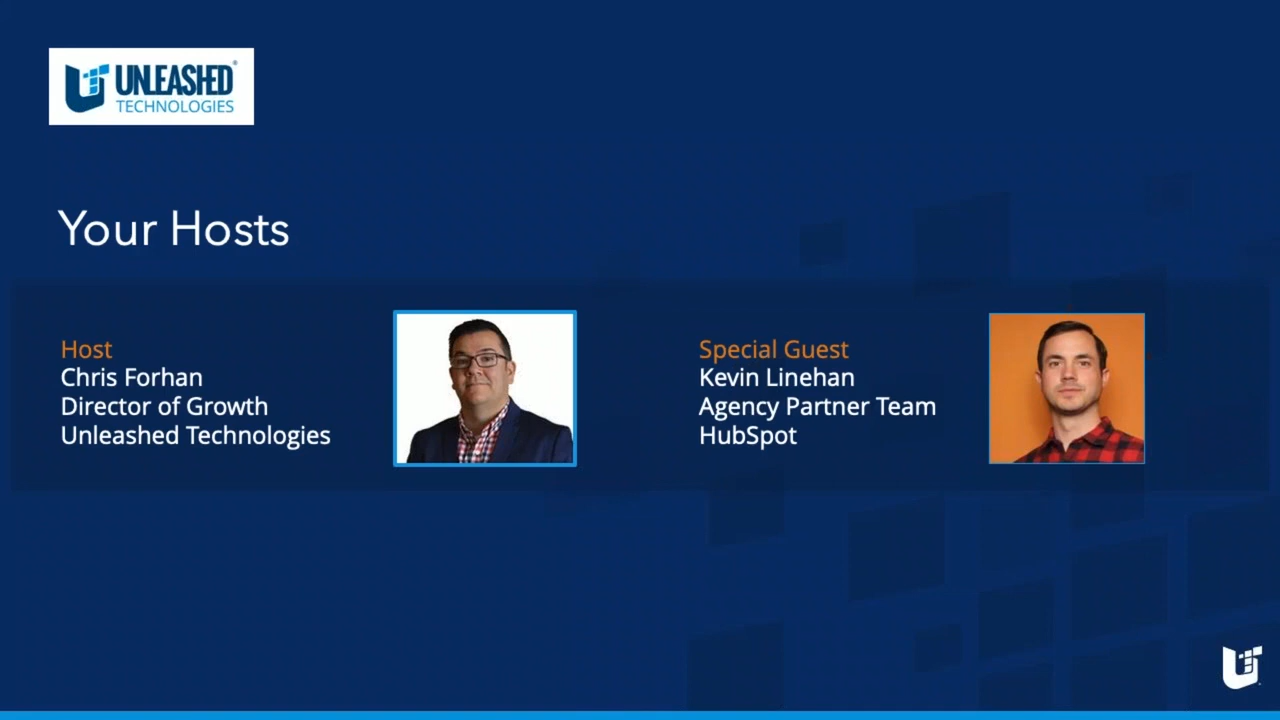 UNLEASHED®
TECHNOLOGIES
Your Hosts
Host
Chris Forhan
Director of Growth
Unleashed Technologies
Special Guest
Kevin Linehan
Agency Partner Team
HubSpot